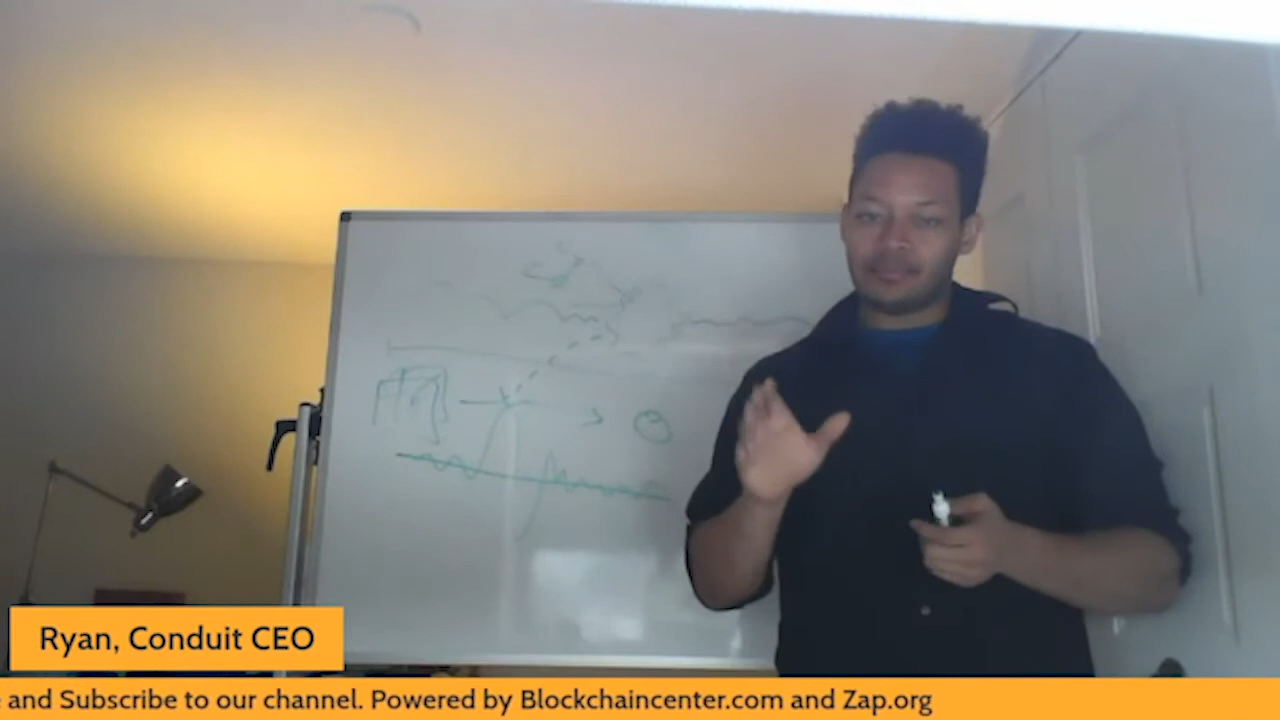 Ryan, Conduit CEO
and Subscribe to our channel. Powered by Blockchaincenter.com and Zap.org